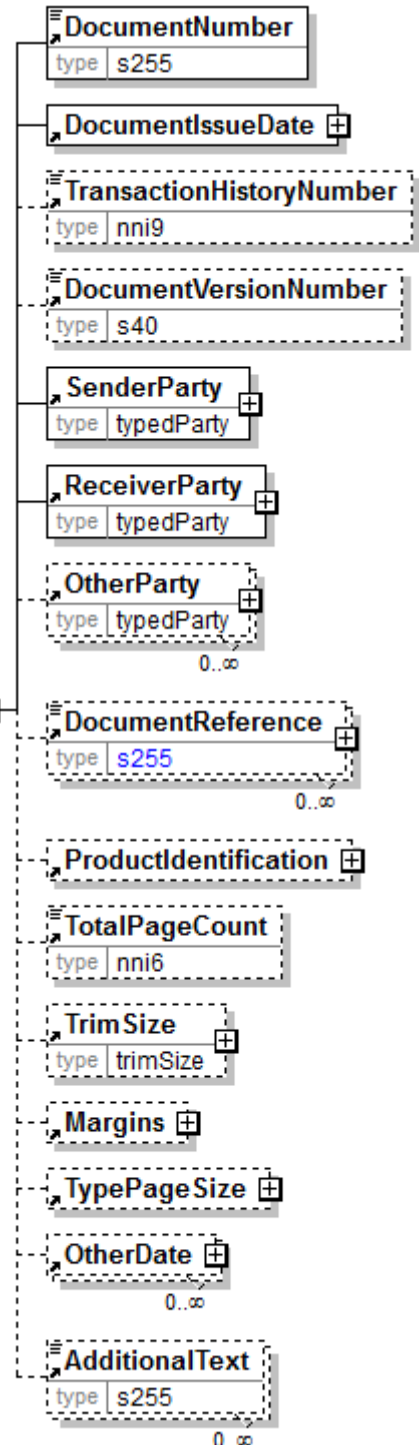 DocumentNumber
type s255
DocumentIssueDate
TransactionHistoryNumber
type nni9
DocumentVersionNumber
type s40
SenderParty
type typedParty
ReceiverParty
type typedParty
OtherParty
type typedParty
0..∞
DocumentReference
type s255
0..∞
ProductIdentification
TotalPageCount
type nni6
TrimSize
type trimSize
Margins
TypePageSize
OtherDate
0..∞
AdditionalText
type s255
0..∞